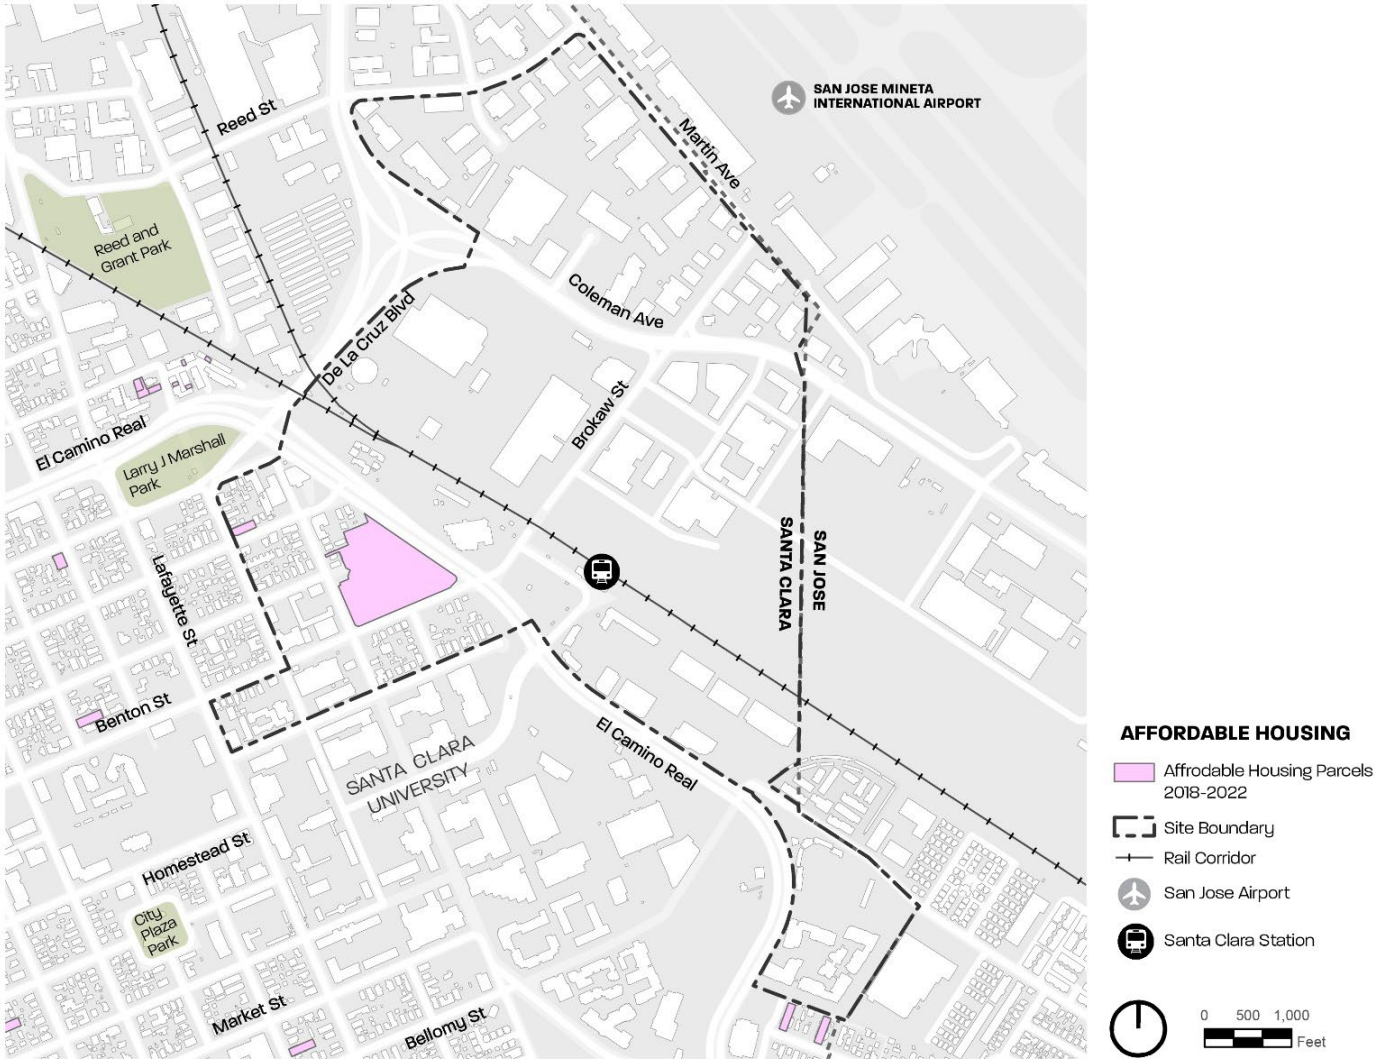 SAN JOSE MINETA
INTERNATIONAL AIRPORT
Reed St
Martin Ave
Reed and
Grant Park
Coleman Ave
De La Cruz Blvd
Brokaw St
El Camino Real
Larry J Marshall
Park
SANTA CLARA
SAN JOSE
Lafayette St
Benton St
SANTA CLARA
UNIVERSITY
El Camino Real
Homestead St
City
Plaza
Park
Market St
Bellomy St
AFFORDABLE HOUSING
Affrodable Housing Parcels
2018-2022
Site Boundary
Rail Corridor
San Jose Airport
Santa Clara Station
0 500 1,000
Feet